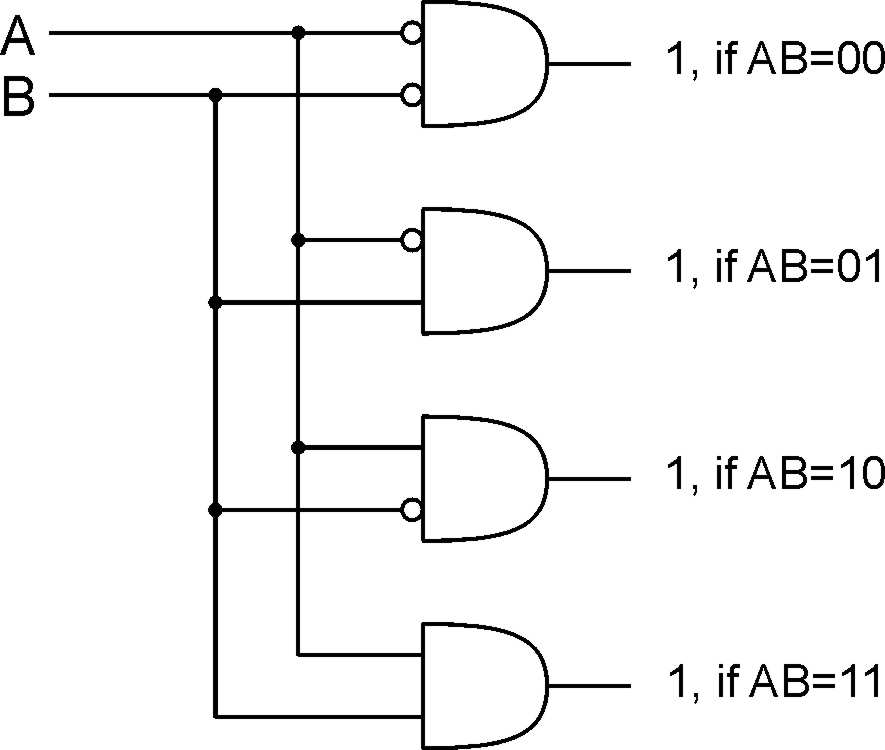 A
1, if AB=00
B
1, if AB=01
1, if AB=10
1, if AB=11